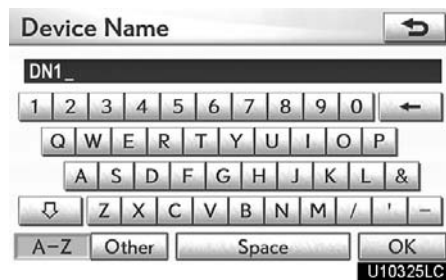 Device Name
DN1_
1 2 3 4 5 6 7 8 9 0 ←
Q W E R T Y U I O P
A S D F G H J K L &
⇩ Z X C V B N M / ' –
A–Z Other Space OK
U10325LC